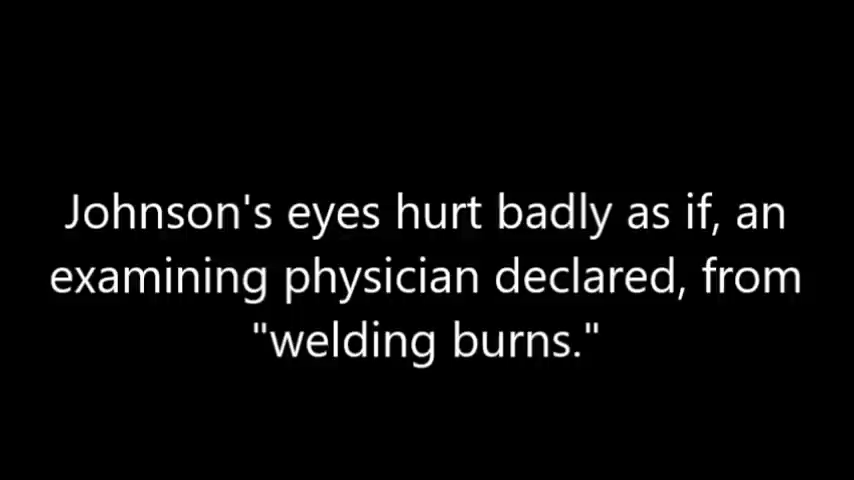 Johnson's eyes hurt badly as if, an
examining physician declared, from
"welding burns."